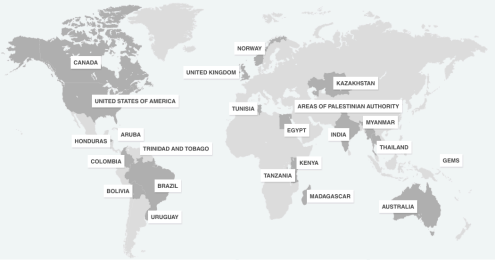 NORWAY
CANADA
UNITED KINGDOM
KAZAKHSTAN
UNITED STATES OF AMERICA
TUNISIA
AREAS OF PALESTINIAN AUTHORITY
MYANMAR
EGYPT
INDIA
ARUBA
HONDURAS
TRINIDAD AND TOBAGO
THAILAND
COLOMBIA
KENYA
GEMS
TANZANIA
BRAZIL
BOLIVIA
MADAGASCAR
AUSTRALIA
URUGUAY